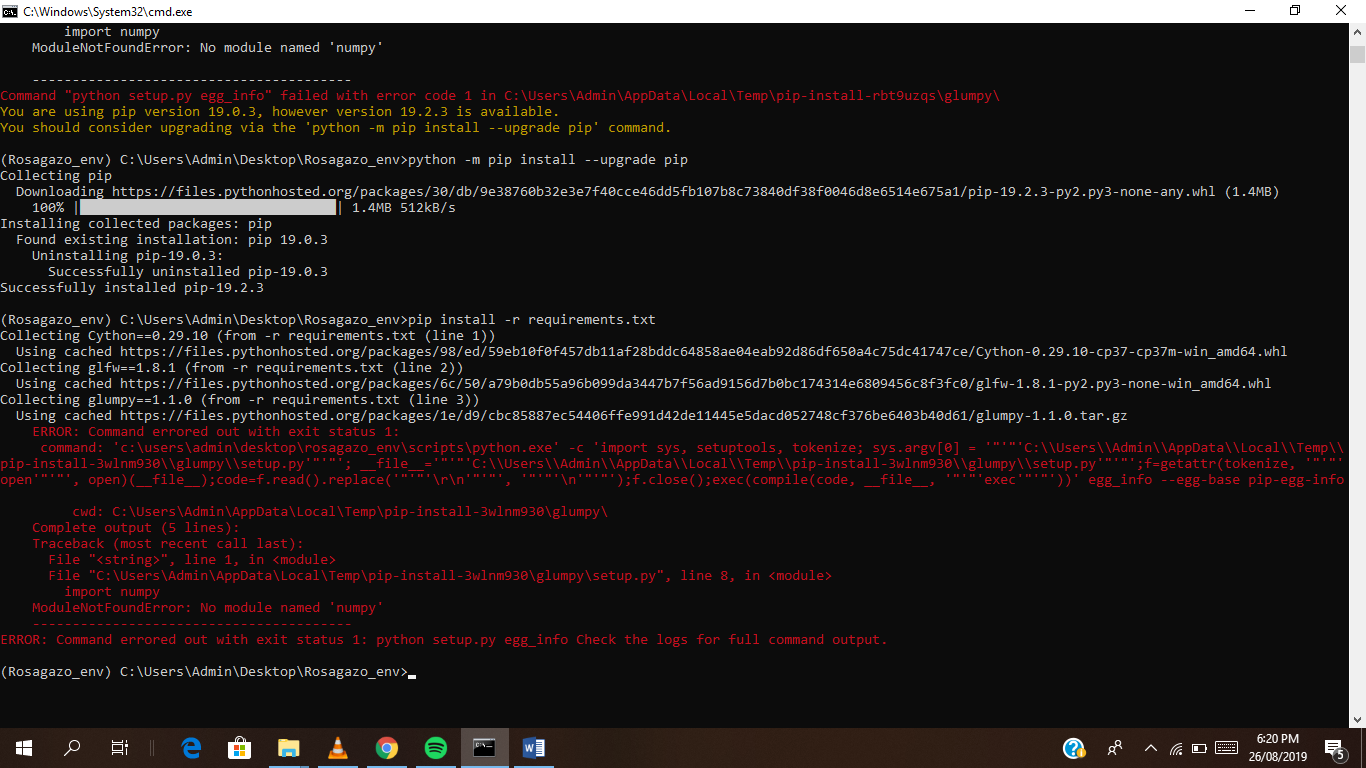 C:\Windows\System32\cmd.exe
import numpy
ModuleNotFoundError: No module named 'numpy'
----------------------------------------
Command "python setup.py egg_info" failed with error code 1 in C:\Users\Admin\AppData\Local\Temp\pip-install-rbt9uzqs\glumpy\
You are using pip version 19.0.3, however version 19.2.3 is available.
You should consider upgrading via the 'python -m pip install --upgrade pip' command.
(Rosagazo_env) C:\Users\Admin\Desktop\Rosagazo_env>python -m pip install --upgrade pip
Collecting pip
Downloading https://files.pythonhosted.org/packages/30/db/9e38760b32e3e7f40cce46dd5fb107b8c73840df38f0046d8e6514e675a1/pip-19.2.3-py2.py3-none-any.whl (1.4MB)
100% |████████████████████████████████| 1.4MB 512kB/s
Installing collected packages: pip
Found existing installation: pip 19.0.3
Uninstalling pip-19.0.3:
Successfully uninstalled pip-19.0.3
Successfully installed pip-19.2.3
(Rosagazo_env) C:\Users\Admin\Desktop\Rosagazo_env>pip install -r requirements.txt
Collecting Cython==0.29.10 (from -r requirements.txt (line 1))
Using cached https://files.pythonhosted.org/packages/98/ed/59eb10f0f457db11af28bddc64858ae04eab92d86df650a4c75dc41747ce/Cython-0.29.10-cp37-cp37m-win_amd64.whl
Collecting glfw==1.8.1 (from -r requirements.txt (line 2))
Using cached https://files.pythonhosted.org/packages/6c/50/a79b0db55a96b099da3447b7f56ad9156d7b0bc174314e6809456c8f3fc0/glfw-1.8.1-py2.py3-none-win_amd64.whl
Collecting glumpy==1.1.0 (from -r requirements.txt (line 3))
Using cached https://files.pythonhosted.org/packages/1e/d9/cbc85887ec54406ffe991d42de11445e5dacd052748cf376be6403b40d61/glumpy-1.1.0.tar.gz
ERROR: Command errored out with exit status 1:
command: 'c:\users\admin\desktop\rosagazo_env\scripts\python.exe' -c 'import sys, setuptools, tokenize; sys.argv[0] = '"'"'C:\\Users\\Admin\\AppData\\Local\\Temp\\
pip-install-3wlnm930\\glumpy\\setup.py'"'"'; __file__='"'"'C:\\Users\\Admin\\AppData\\Local\\Temp\\pip-install-3wlnm930\\glumpy\\setup.py'"'"';f=getattr(tokenize, '"'"'
open'"'"', open)(__file__);code=f.read().replace('"'"'\r\n'"'"', '"'"'\n'"'"');f.close();exec(compile(code, __file__, '"'"'exec'"'"'))' egg_info --egg-base pip-egg-info
cwd: C:\Users\Admin\AppData\Local\Temp\pip-install-3wlnm930\glumpy\
Complete output (5 lines):
Traceback (most recent call last):
File "<string>", line 1, in <module>
File "C:\Users\Admin\AppData\Local\Temp\pip-install-3wlnm930\glumpy\setup.py", line 8, in <module>
import numpy
ModuleNotFoundError: No module named 'numpy'
----------------------------------------
ERROR: Command errored out with exit status 1: python setup.py egg_info Check the logs for full command output.
(Rosagazo_env) C:\Users\Admin\Desktop\Rosagazo_env>
6:20 PM
26/08/2019
5